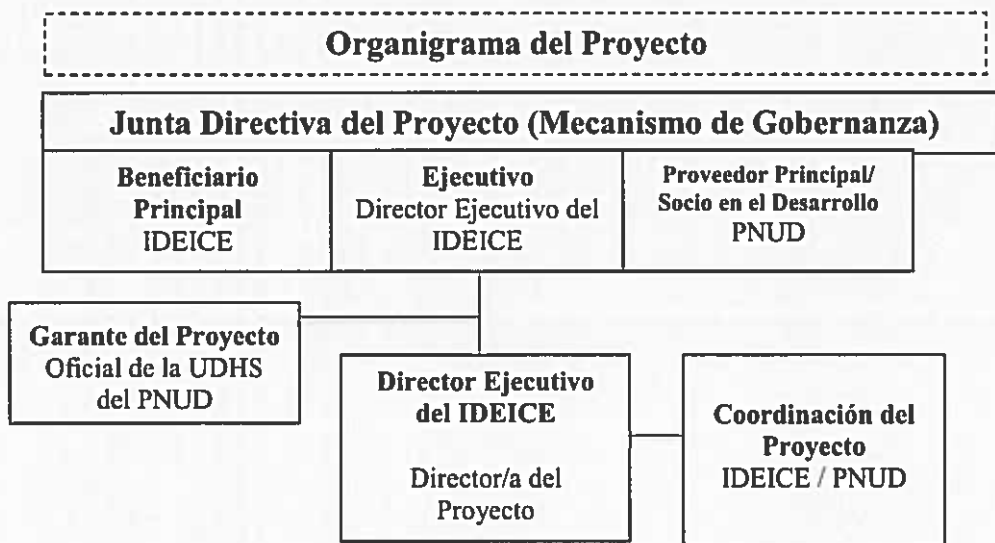 Organigrama del Proyecto
Junta Directiva del Proyecto (Mecanismo de Gobernanza)
Beneficiario
Principal
IDEICE
Ejecutivo
Director Ejecutivo del
IDEICE
Proveedor Principal/
Socio en el Desarrollo
PNUD
Garante del Proyecto
Oficial de la UDHS
del PNUD
Director Ejecutivo
del IDEICE
Director/a del
Proyecto
Coordinación del
Proyecto
IDEICE / PNUD